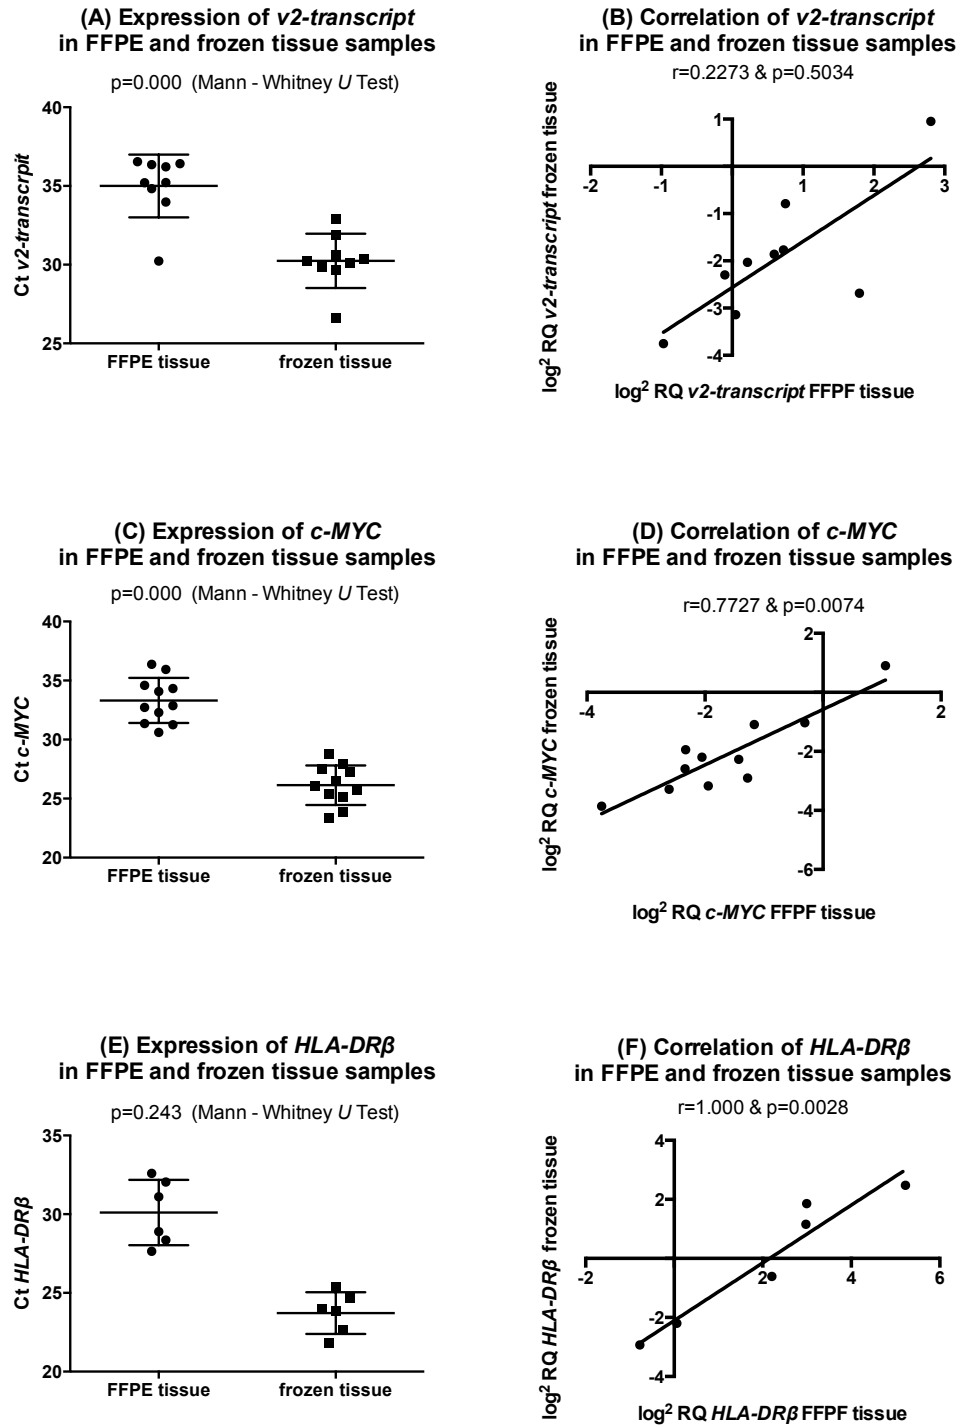 (A) Expression of v2-transcript
in FFPE and frozen tissue samples
p=0.000 (Mann - Whitney U Test)
40
35
30
25
Ct v2-transcrpit
FFPE tissue
frozen tissue
(B) Correlation of v2-transcript
in FFPE and frozen tissue samples
r=0.2273 & p=0.5034
1
-2
-1
1
2
3
-1
-2
-3
-4
log² RQ v2-transcript frozen tissue
log² RQ v2-transcript FFPF tissue
(C) Expression of c-MYC
in FFPE and frozen tissue samples
p=0.000 (Mann - Whitney U Test)
40
35
30
25
20
Ct c-MYC
FFPE tissue
frozen tissue
(D) Correlation of c-MYC
in FFPE and frozen tissue samples
r=0.7727 & p=0.0074
2
-4
-2
2
-2
-4
-6
log² RQ c-MYC frozen tissue
log² RQ c-MYC FFPF tissue
(E) Expression of HLA-DRβ
in FFPE and frozen tissue samples
p=0.243 (Mann - Whitney U Test)
35
30
25
20
Ct HLA-DRβ
FFPE tissue
frozen tissue
(F) Correlation of HLA-DRβ
in FFPE and frozen tissue samples
r=1.000 & p=0.0028
4
2
-2
2
4
6
-2
-4
log² RQ HLA-DRβ frozen tissue
log² RQ HLA-DRβ FFPF tissue